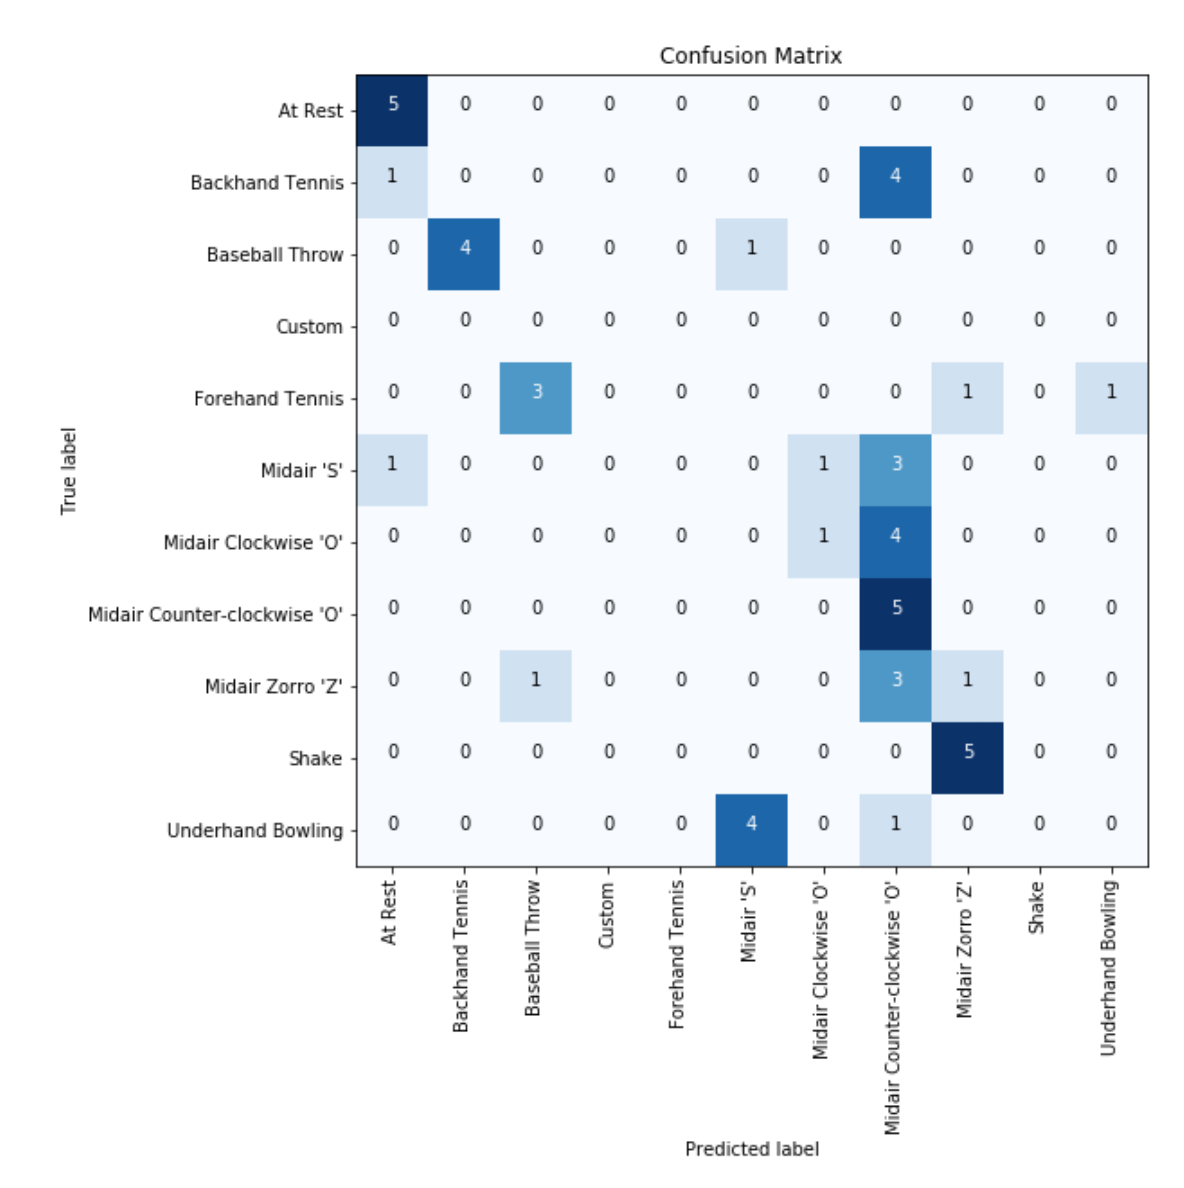 Confusion Matrix
At Rest 5 0 0 0 0 0 0 0 0 0 0
Backhand Tennis 1 0 0 0 0 0 0 4 0 0 0
Baseball Throw 0 4 0 0 0 1 0 0 0 0 0
Custom 0 0 0 0 0 0 0 0 0 0 0
Forehand Tennis 0 0 3 0 0 0 0 0 1 0 1
Midair 'S' 1 0 0 0 0 0 1 3 0 0 0
Midair Clockwise 'O' 0 0 0 0 0 0 1 4 0 0 0
Midair Counter-clockwise 'O' 0 0 0 0 0 0 0 5 0 0 0
Midair Zorro 'Z' 0 0 1 0 0 0 0 3 1 0 0
Shake 0 0 0 0 0 0 0 0 5 0 0
Underhand Bowling 0 0 0 0 0 4 0 1 0 0 0
True label
At Rest
Backhand Tennis
Baseball Throw
Custom
Forehand Tennis
Midair 'S'
Midair Clockwise 'O'
Midair Counter-clockwise 'O'
Midair Zorro 'Z'
Shake
Underhand Bowling
Predicted label